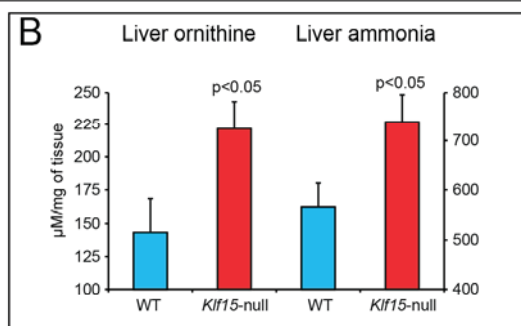 B
Liver ornithine Liver ammonia
p<0.05 p<0.05
µM/mg of tissue
250
225
200
175
150
125
100
800
700
600
500
400
WT Klf15-null WT Klf15-null